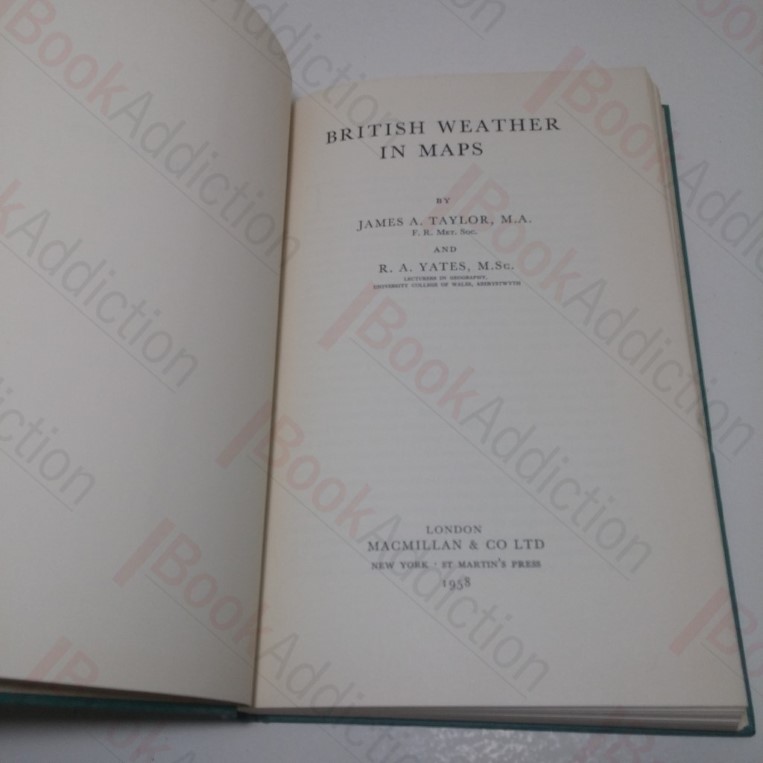 BRITISH WEATHER
IN MAPS
BY
JAMES A. TAYLOR, M.A.
F. R. MET. SOC.
AND
R. A. YATES, M.Sc.
LECTURERS IN GEOGRAPHY,
UNIVERSITY COLLEGE OF WALES, ABERYSTWYTH
LONDON
MACMILLAN & CO LTD
NEW YORK · ST MARTIN'S PRESS
1958
BookAddiction